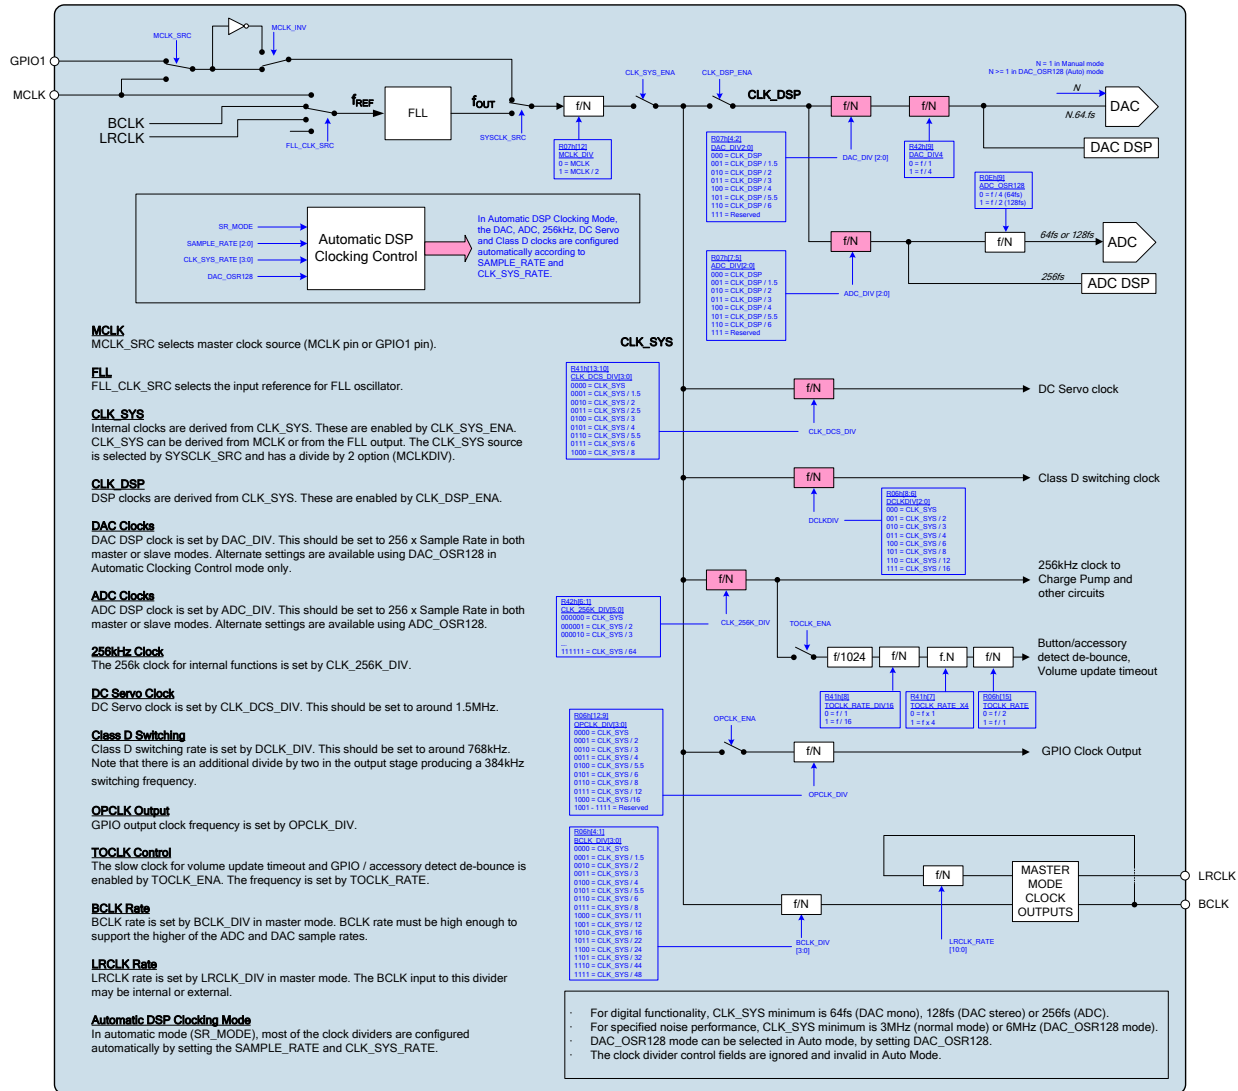 MCLK_SRC
MCLK_INV
GPIO1
MCLK
BCLK
LRCLK
FLL_CLK_SRC
fREF
FLL
fOUT
SYSCLK_SRC
f/N
R07h[12]
MCLK_DIV
0 = MCLK
1 = MCLK / 2
CLK_SYS_ENA
CLK_DSP_ENA
CLK_DSP
f/N
f/N
N = 1 in Manual mode
N >= 1 in DAC_OSR128 (Auto) mode
N
N.64.fs
DAC
DAC DSP
R07h[4:2]
DAC_DIV2:0]
000 = CLK_DSP
001 = CLK_DSP / 1.5
010 = CLK_DSP / 2
011 = CLK_DSP / 3
100 = CLK_DSP / 4
101 = CLK_DSP / 5.5
110 = CLK_DSP / 6
111 = Reserved
DAC_DIV [2:0]
R42h[9]
DAC_DIV4
0 = f / 1
1 = f / 4
R0Eh[9]
ADC_OSR128
0 = f / 4 (64fs)
1 = f / 2 (128fs)
f/N
f/N
64fs or 128fs
ADC
256fs
ADC DSP
R07h[7:5]
ADC_DIV[2:0]
000 = CLK_DSP
001 = CLK_DSP / 1.5
010 = CLK_DSP / 2
011 = CLK_DSP / 3
100 = CLK_DSP / 4
101 = CLK_DSP / 5.5
110 = CLK_DSP / 6
111 = Reserved
ADC_DIV [2:0]
SR_MODE
SAMPLE_RATE [2:0]
CLK_SYS_RATE [3:0]
DAC_OSR128
Automatic DSP
Clocking Control
In Automatic DSP Clocking Mode,
the DAC, ADC, 256kHz, DC Servo
and Class D clocks are configured
automatically according to
SAMPLE_RATE and
CLK_SYS_RATE.
MCLK
MCLK_SRC selects master clock source (MCLK pin or GPIO1 pin).
FLL
FLL_CLK_SRC selects the input reference for FLL oscillator.
CLK_SYS
Internal clocks are derived from CLK_SYS. These are enabled by CLK_SYS_ENA.
CLK_SYS can be derived from MCLK or from the FLL output. The CLK_SYS source
is selected by SYSCLK_SRC and has a divide by 2 option (MCLKDIV).
CLK_DSP
DSP clocks are derived from CLK_SYS. These are enabled by CLK_DSP_ENA.
DAC Clocks
DAC DSP clock is set by DAC_DIV. This should be set to 256 x Sample Rate in both
master or slave modes. Alternate settings are available using DAC_OSR128 in
Automatic Clocking Control mode only.
ADC Clocks
ADC DSP clock is set by ADC_DIV. This should be set to 256 x Sample Rate in both
master or slave modes. Alternate settings are available using ADC_OSR128.
256kHz Clock
The 256k clock for internal functions is set by CLK_256K_DIV.
DC Servo Clock
DC Servo clock is set by CLK_DCS_DIV. This should be set to around 1.5MHz.
Class D Switching
Class D switching rate is set by DCLK_DIV. This should be set to around 768kHz.
Note that there is an additional divide by two in the output stage producing a 384kHz
switching frequency.
OPCLK Output
GPIO output clock frequency is set by OPCLK_DIV.
TOCLK Control
The slow clock for volume update timeout and GPIO / accessory detect de-bounce is
enabled by TOCLK_ENA. The frequency is set by TOCLK_RATE.
BCLK Rate
BCLK rate is set by BCLK_DIV in master mode. BCLK rate must be high enough to
support the higher of the ADC and DAC sample rates.
LRCLK Rate
LRCLK rate is set by LRCLK_DIV in master mode. The BCLK input to this divider
may be internal or external.
Automatic DSP Clocking Mode
In automatic mode (SR_MODE), most of the clock dividers are configured
automatically by setting the SAMPLE_RATE and CLK_SYS_RATE.
CLK_SYS
R41h[13:10]
CLK_DCS_DIV[3:0]
0000 = CLK_SYS
0001 = CLK_SYS / 1.5
0010 = CLK_SYS / 2
0011 = CLK_SYS / 2.5
0100 = CLK_SYS / 3
0101 = CLK_SYS / 4
0110 = CLK_SYS / 5.5
0111 = CLK_SYS / 6
1000 = CLK_SYS / 8
f/N
CLK_DCS_DIV
DC Servo clock
f/N
DCLKDIV
Class D switching clock
R06h[8:6]
DCLKDIV[2:0]
000 = CLK_SYS
001 = CLK_SYS / 2
010 = CLK_SYS / 3
011 = CLK_SYS / 4
100 = CLK_SYS / 6
101 = CLK_SYS / 8
110 = CLK_SYS / 12
111 = CLK_SYS / 16
f/N
CLK_256K_DIV
256kHz clock to
Charge Pump and
other circuits
R42h[6:1]
CLK_256K_DIV[5:0]
000000 = CLK_SYS
000001 = CLK_SYS / 2
000010 = CLK_SYS / 3
...
111111 = CLK_SYS / 64
TOCLK_ENA
f/1024
f/N
f.N
f/N
Button/accessory
detect de-bounce,
Volume update timeout
R41h[8]
TOCLK_RATE_DIV16
0 = f / 1
1 = f / 16
R41h[7]
TOCLK_RATE_X4
0 = f x 1
1 = f x 4
R06h[15]
TOCLK_RATE
0 = f / 2
1 = f / 1
R06h[12:9]
OPCLK_DIV[3:0]
0000 = CLK_SYS
0001 = CLK_SYS / 2
0010 = CLK_SYS / 3
0011 = CLK_SYS / 4
0100 = CLK_SYS / 5.5
0101 = CLK_SYS / 6
0110 = CLK_SYS / 8
0111 = CLK_SYS / 12
1000 = CLK_SYS /16
1001 - 1111 = Reserved
OPCLK_ENA
f/N
OPCLK_DIV
GPIO Clock Output
R06h[4:1]
BCLK_DIV[3:0]
0000 = CLK_SYS
0001 = CLK_SYS / 1.5
0010 = CLK_SYS / 2
0011 = CLK_SYS / 3
0100 = CLK_SYS / 4
0101 = CLK_SYS / 5.5
0110 = CLK_SYS / 6
0111 = CLK_SYS / 8
1000 = CLK_SYS / 11
1001 = CLK_SYS / 12
1010 = CLK_SYS / 16
1011 = CLK_SYS / 22
1100 = CLK_SYS / 24
1101 = CLK_SYS / 32
1110 = CLK_SYS / 44
1111 = CLK_SYS / 48
f/N
BCLK_DIV
[3:0]
f/N
LRCLK_RATE
[10:0]
MASTER
MODE
CLOCK
OUTPUTS
LRCLK
BCLK
· For digital functionality, CLK_SYS minimum is 64fs (DAC mono), 128fs (DAC stereo) or 256fs (ADC).
· For specified noise performance, CLK_SYS minimum is 3MHz (normal mode) or 6MHz (DAC_OSR128 mode).
· DAC_OSR128 mode can be selected in Auto mode, by setting DAC_OSR128.
· The clock divider control fields are ignored and invalid in Auto Mode.